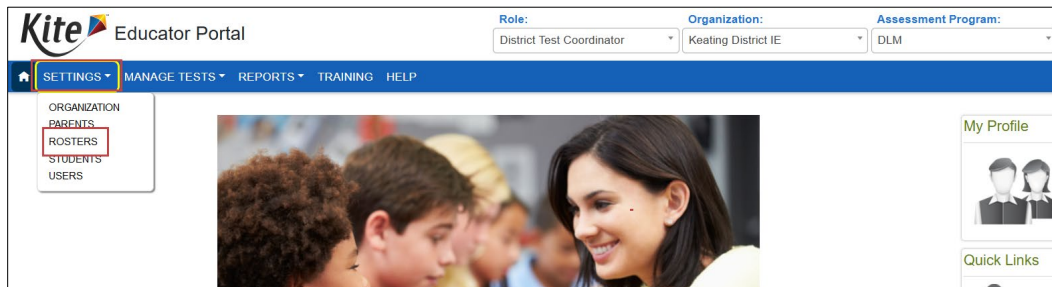 Kite Educator Portal
Role: Organization: Assessment Program:
District Test Coordinator Keating District IE DLM
SETTINGS MANAGE TESTS REPORTS TRAINING HELP
ORGANIZATION
PARENTS
ROSTERS
STUDENTS
USERS
My Profile
Quick Links